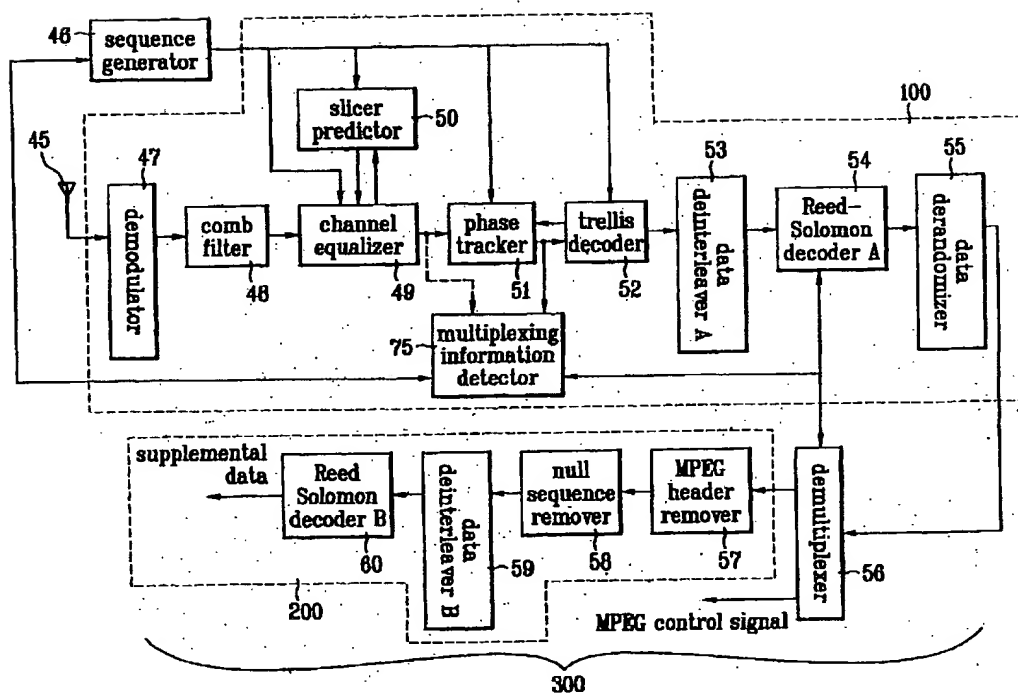 46
sequence
generator
slicer
predictor
50
100
45
47
demodulator
comb
filter
48
channel
equalizer
49
phase
tracker
51
trellis
decoder
52
53
data
deinterleaver A
54
Reed-
Solomon
decoder A
55
data
derandomizer
75
multiplexing
information
detector
supplemental
data
Reed
Solomon
decoder B
60
data
deinterleaver B
59
null
sequence
remover
58
MPEG
header
remover
57
demultiplexer
56
200
MPEG control signal
300